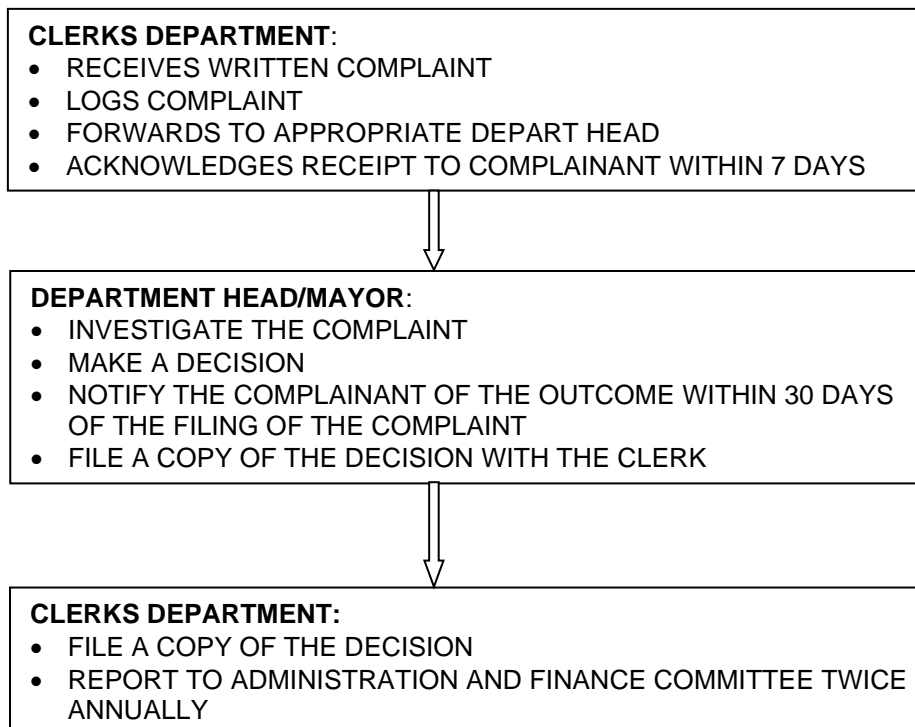 CLERKS DEPARTMENT:
• RECEIVES WRITTEN COMPLAINT
• LOGS COMPLAINT
• FORWARDS TO APPROPRIATE DEPART HEAD
• ACKNOWLEDGES RECEIPT TO COMPLAINANT WITHIN 7 DAYS
DEPARTMENT HEAD/MAYOR:
• INVESTIGATE THE COMPLAINT
• MAKE A DECISION
• NOTIFY THE COMPLAINANT OF THE OUTCOME WITHIN 30 DAYS
OF THE FILING OF THE COMPLAINT
• FILE A COPY OF THE DECISION WITH THE CLERK
CLERKS DEPARTMENT:
• FILE A COPY OF THE DECISION
• REPORT TO ADMINISTRATION AND FINANCE COMMITTEE TWICE
ANNUALLY